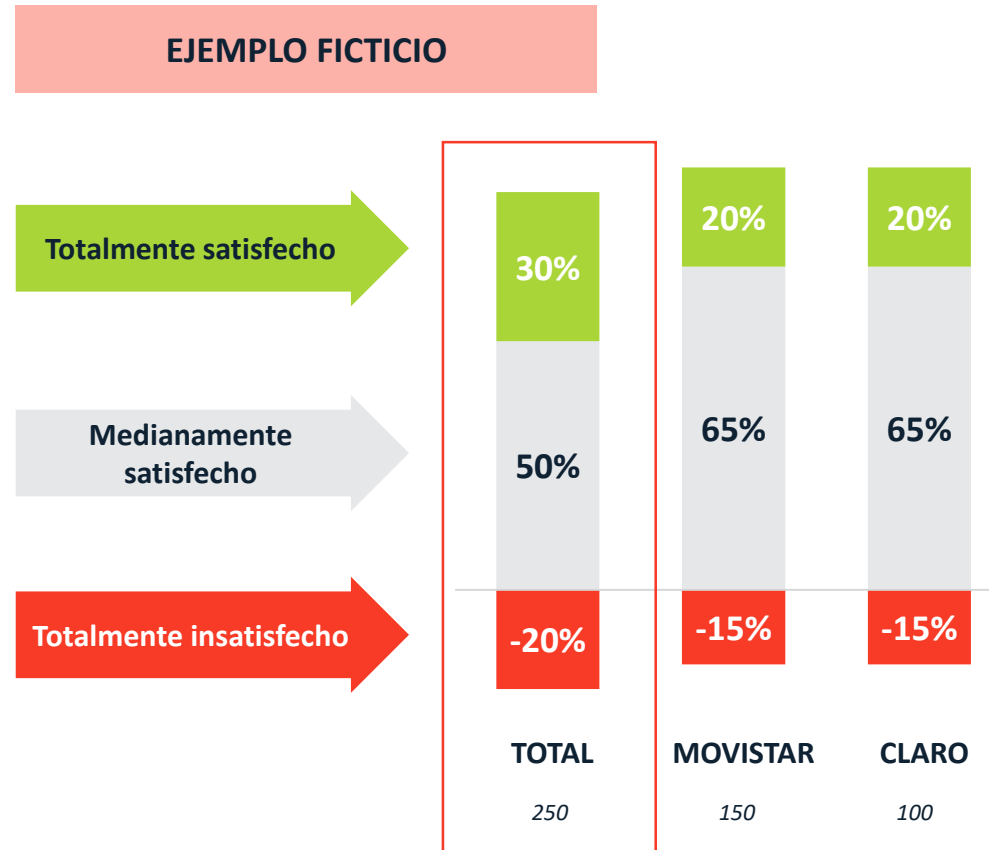 EJEMPLO FICTICIO
Totalmente satisfecho
30%
20%
20%
Medianamente
satisfecho
50%
65%
65%
Totalmente insatisfecho
-20%
-15%
-15%
TOTAL
MOVISTAR
CLARO
250
150
100